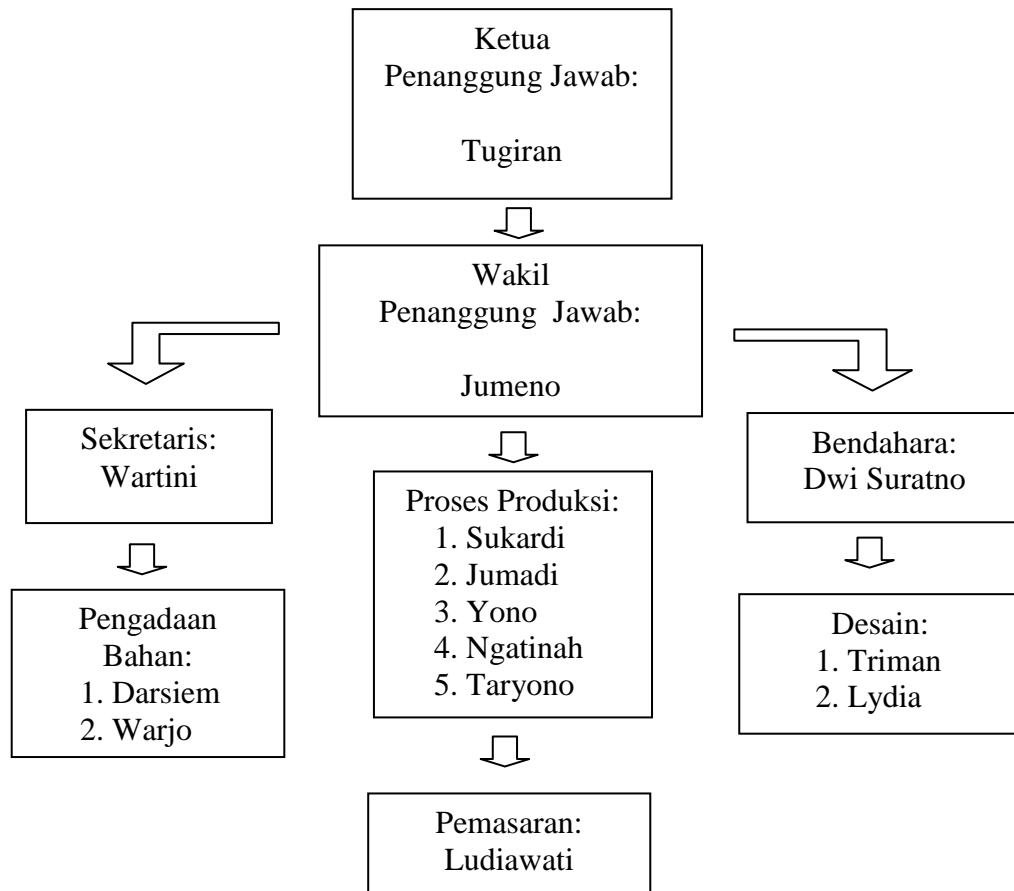 Ketua
Penanggung Jawab:
Tugiran
Wakil
Penanggung Jawab:
Jumeno
Sekretaris:
Wartini
Bendahara:
Dwi Suratno
Proses Produksi:
1. Sukardi
2. Jumadi
3. Yono
4. Ngatinah
5. Taryono
Pengadaan
Bahan:
1. Darsiem
2. Warjo
Desain:
1. Triman
2. Lydia
Pemasaran:
Ludiawati